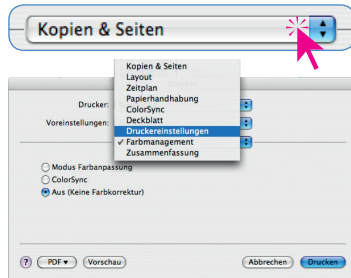 Kopien & Seiten
Kopien & Seiten
Layout
Zeitplan
Papierhandhabung
ColorSync
Deckblatt
Druckereinstellungen
✓ Farbmanagement
Zusammenfassung
Drucker:
Voreinstellungen:
Modus Farbanpassung
ColorSync
Aus (Keine Farbkorrektur)
? PDF ▾ Vorschau Abbrechen Drucken